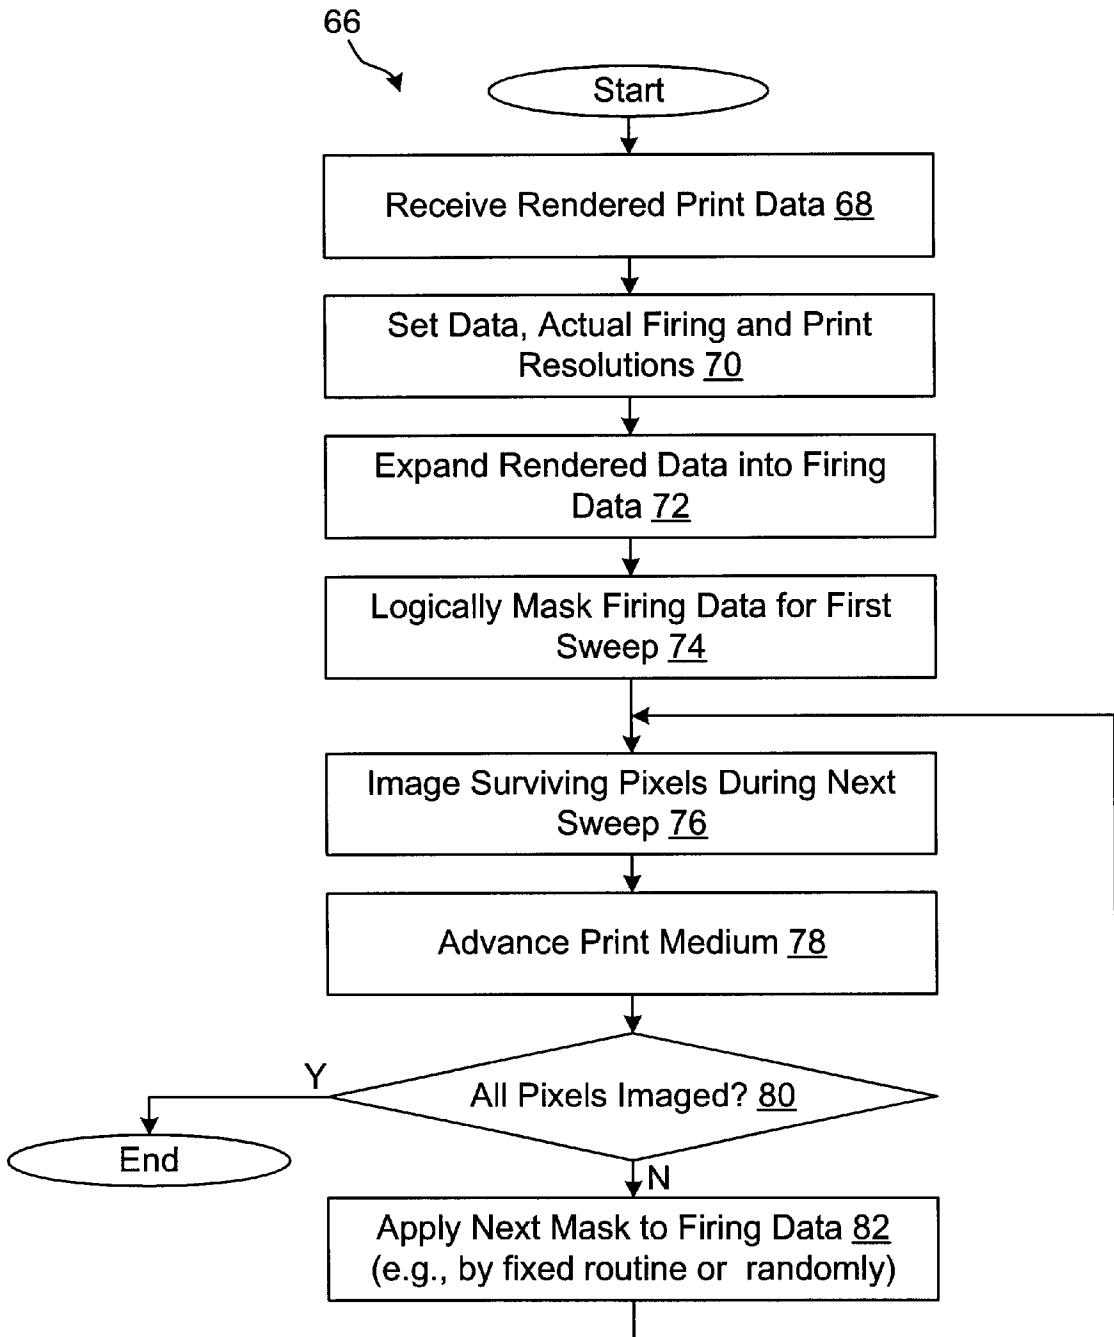 66
Start
Receive Rendered Print Data 68
Set Data, Actual Firing and Print
Resolutions 70
Expand Rendered Data into Firing
Data 72
Logically Mask Firing Data for First
Sweep 74
Image Surviving Pixels During Next
Sweep 76
Advance Print Medium 78
All Pixels Imaged? 80
Y
End
N
Apply Next Mask to Firing Data 82
(e.g., by fixed routine or randomly)